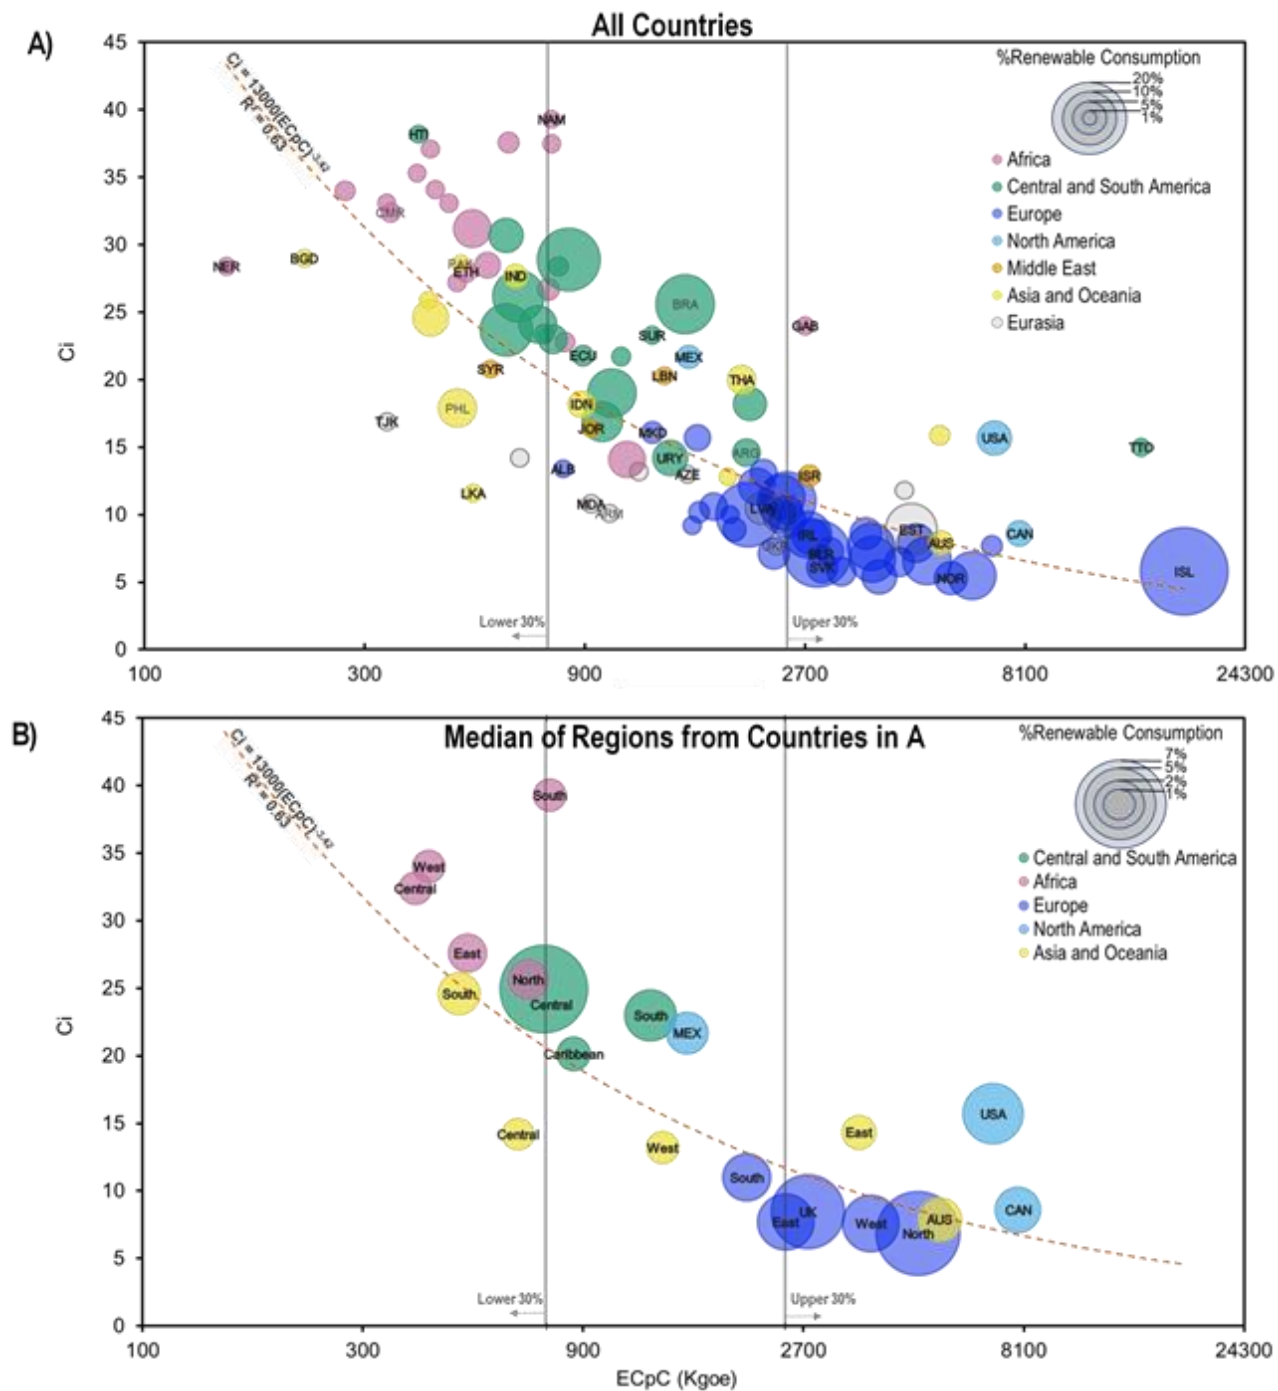 A)
All Countries
Ci = 13000(ECpC)
R² = 0.63
%Renewable Consumption
20%
10%
5%
1%
Africa
Central and South America
Europe
North America
Middle East
Asia and Oceania
Eurasia
45
40
35
30
25
20
15
10
5
0
Ci
HTI
NAM
CMR
NER
BGD
PAK
ETH
IND
BRA
GAB
SUR
ECU
MEX
SYR
LBN
THA
IDN
PHL
TJK
JOR
MKD
USA
TTO
URY
ARG
ALB
AZE
ISR
LKA
MDA
ARM
LVA
IRL
EST
AUS
CAN
UKR
BLR
SVK
NOR
ISL
Lower 30%
Upper 30%
100
300
900
2700
8100
24300
B)
Median of Regions from Countries in A
Ci = 13000(ECpC)
R² = 0.63
%Renewable Consumption
7%
5%
2%
1%
Central and South America
Africa
Europe
North America
Asia and Oceania
45
40
35
30
25
20
15
10
5
0
Ci
South
West
Central
East
North
South
Central
South
MEX
Caribbean
Central
West
East
USA
South
East
UK
West
North
AUS
CAN
Lower 30%
Upper 30%
100
300
900
2700
8100
24300
ECpC (Kgoe)